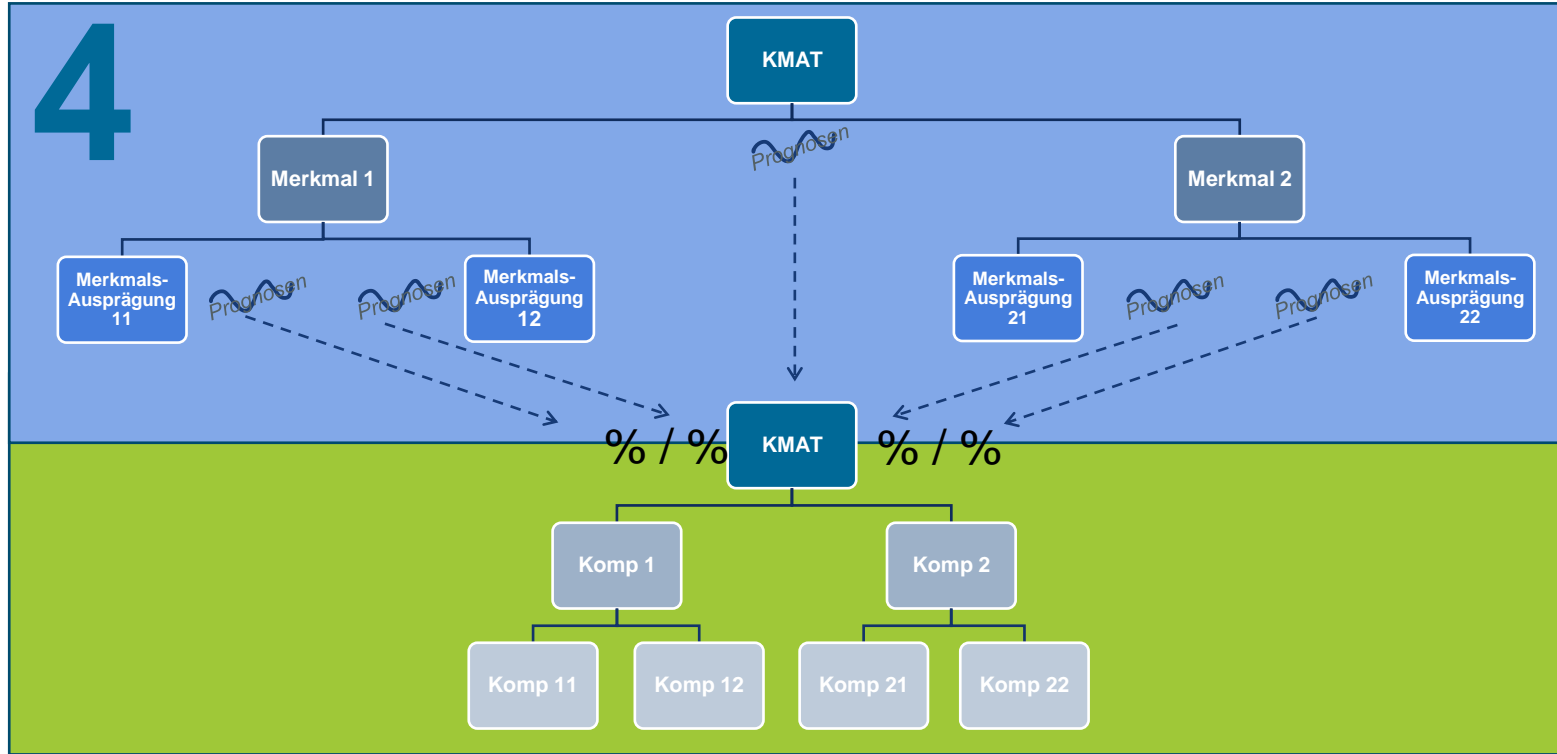 4
KMAT
Prognosen
Merkmal 1
Merkmal 2
Merkmals-
Ausprägung
11
Prognosen
Prognosen
Merkmals-
Ausprägung
12
Merkmals-
Ausprägung
21
Prognosen
Prognosen
Merkmals-
Ausprägung
22
% / %
KMAT
% / %
Komp 1
Komp 2
Komp 11
Komp 12
Komp 21
Komp 22